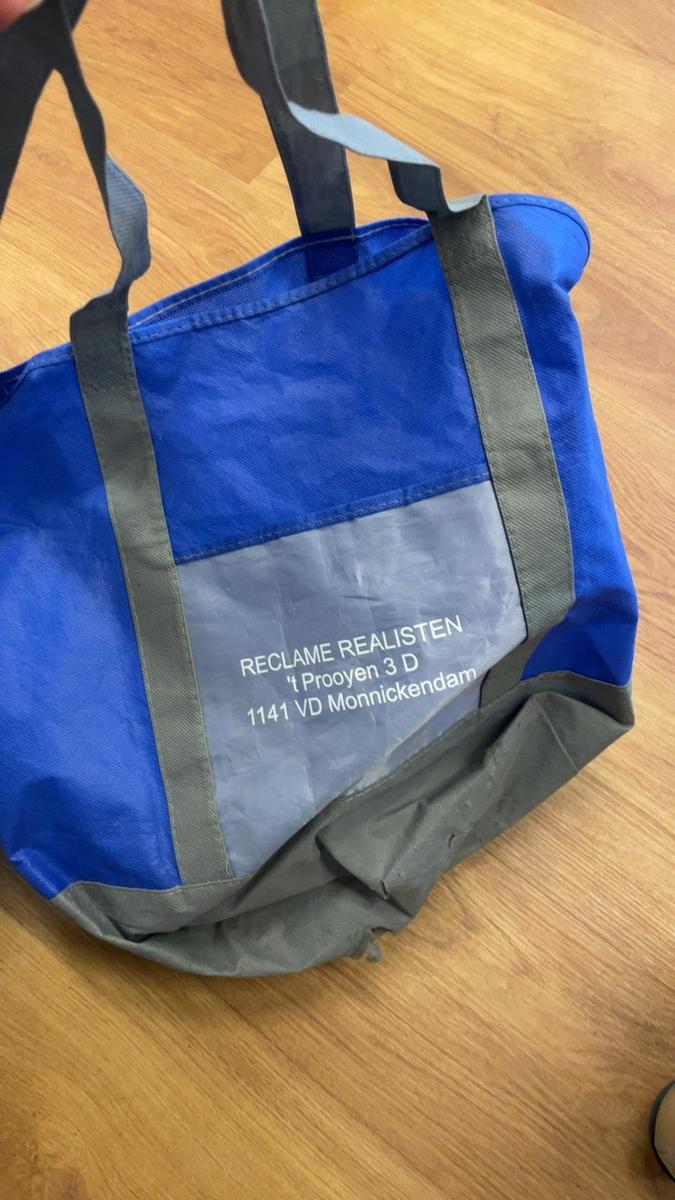 RECLAME REALISTEN
't Prooyen 3 D
1141 VD Monnickendam